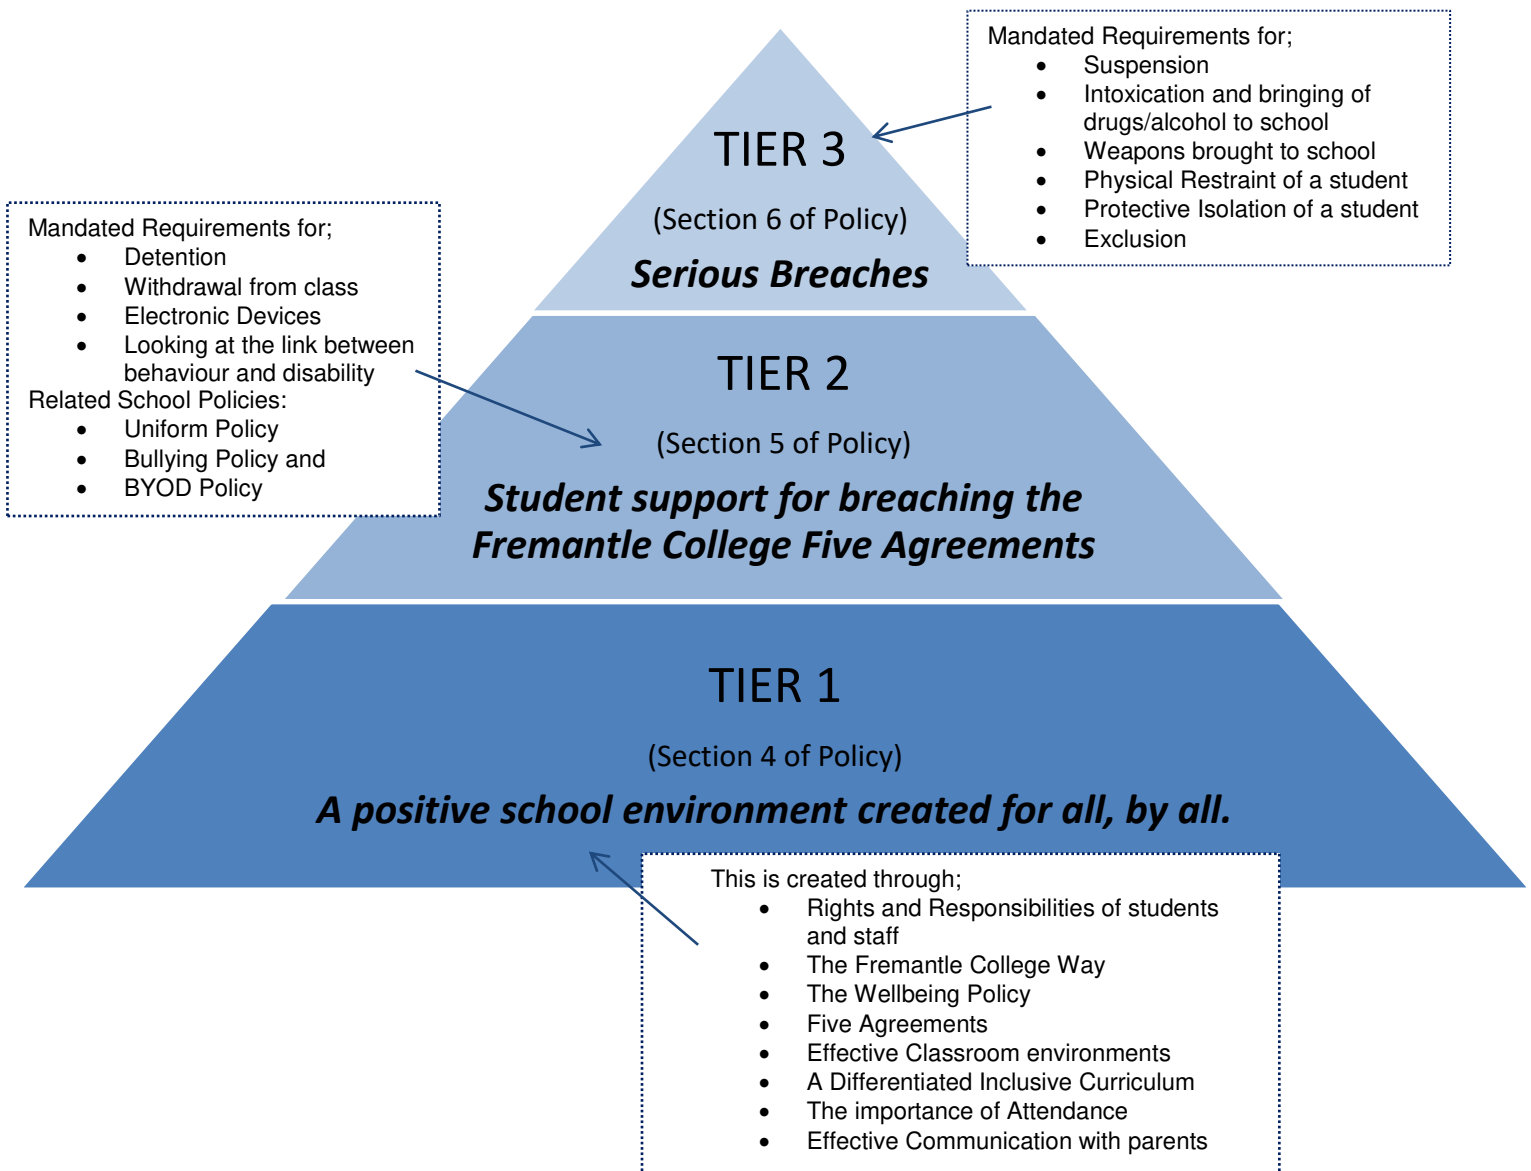 Mandated Requirements for;
• Suspension
• Intoxication and bringing of
drugs/alcohol to school
• Weapons brought to school
• Physical Restraint of a student
• Protective Isolation of a student
• Exclusion
TIER 3
(Section 6 of Policy)
Serious Breaches
Mandated Requirements for;
• Detention
• Withdrawal from class
• Electronic Devices
• Looking at the link between
behaviour and disability
Related School Policies:
• Uniform Policy
• Bullying Policy and
• BYOD Policy
TIER 2
(Section 5 of Policy)
Student support for breaching the
Fremantle College Five Agreements
TIER 1
(Section 4 of Policy)
A positive school environment created for all, by all.
This is created through;
• Rights and Responsibilities of students
and staff
• The Fremantle College Way
• The Wellbeing Policy
• Five Agreements
• Effective Classroom environments
• A Differentiated Inclusive Curriculum
• The importance of Attendance
• Effective Communication with parents